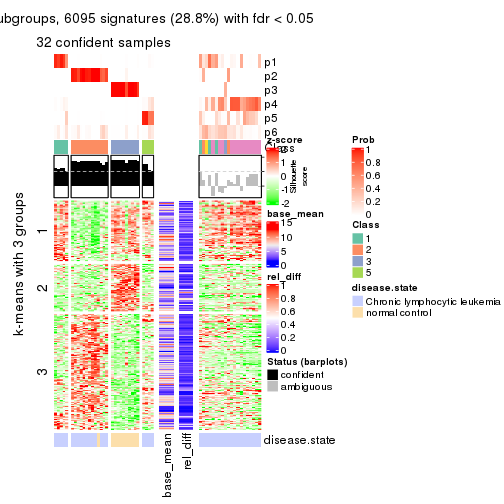 ubgroups, 6095 signatures (28.8%) with fdr < 0.05
32 confident samples
p1
p2
p3
p4
p5
p6
Class
Silhouette
score
1
2
3
k-means with 3 groups
base_mean
rel_diff
disease.state
z-score
2
1
0
-1
-2
base_mean
15
10
5
0
rel_diff
1
0.8
0.6
0.4
0.2
0
Status (barplots)
confident
ambiguous
Prob
1
0.8
0.6
0.4
0.2
0
Class
1
2
3
5
disease.state
Chronic lymphocytic leukemia
normal control